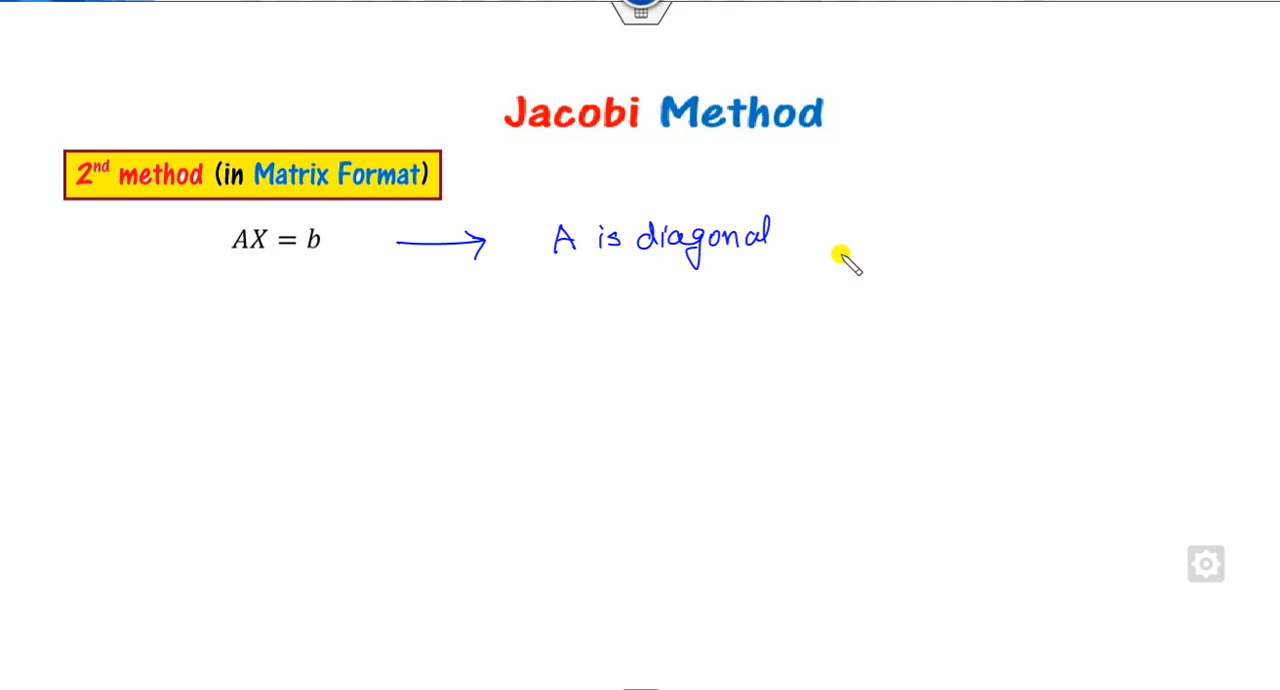 Jacobi Method
2nd method (in Matrix Format)
AX = b A is diagonal